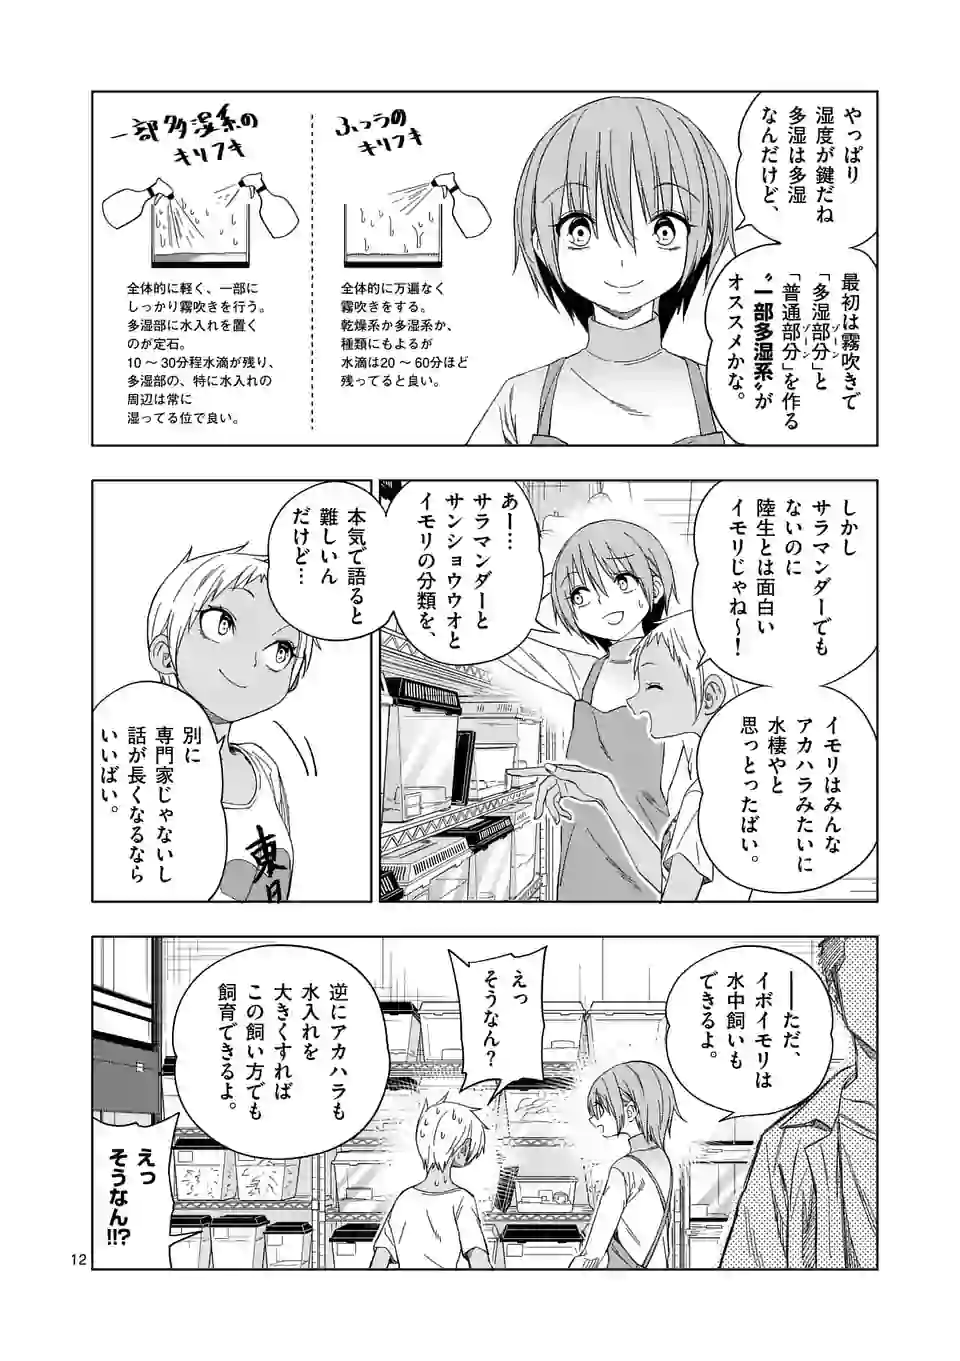 やっぱり
湿度が鍵だね
多湿は多湿
なんだけど、
最初は霧吹きで
「多湿部分」と
ゾーン
「普通部分」を作る
ゾーン
〝一部多湿系〟が
オススメかな。
ふつうの
キリフキ
全体的に万遍なく
霧吹きをする。
乾燥系か多湿系か、
種類にもよるが
水滴は20～60分ほど
残ってると良い。
一部多湿系の
キリフキ
全体的に軽く、一部に
しっかり霧吹きを行う。
多湿部に水入れを置く
のが定石。
10～30分程水滴が残り、
多湿部の、特に水入れの
周辺は常に
湿ってる位で良い。
しかし
サラマンダーでも
ないのに
陸生とは面白い
イモリじゃね～！
イモリはみんな
アカハラみたいに
水棲やと
思っとったばい。
あー…
サラマンダーと
サンショウウオと
イモリの分類を、
本気で語ると
難しいん
だけど…
別に
専門家じゃないし
話が長くなるなら
いいばい。
東日
──ただ、
イボイモリは
水中飼いも
できるよ。
えっ
そうなん？
逆にアカハラも
水入れを
大きくすれば
この飼い方でも
飼育できるよ。
えっ
そうなん!!?
12